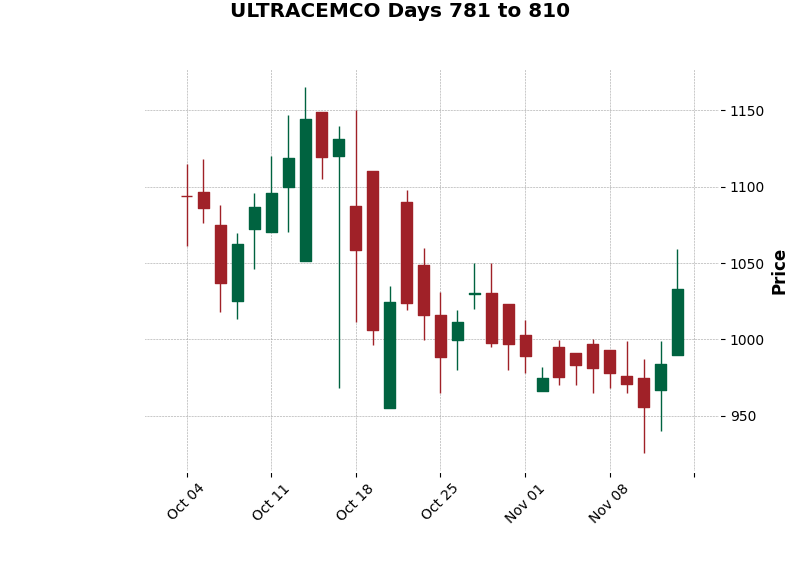 ULTRACEMCO Days 781 to 810
1150
1100
1050
1000
950
Price
Oct 04
Oct 11
Oct 18
Oct 25
Nov 01
Nov 08